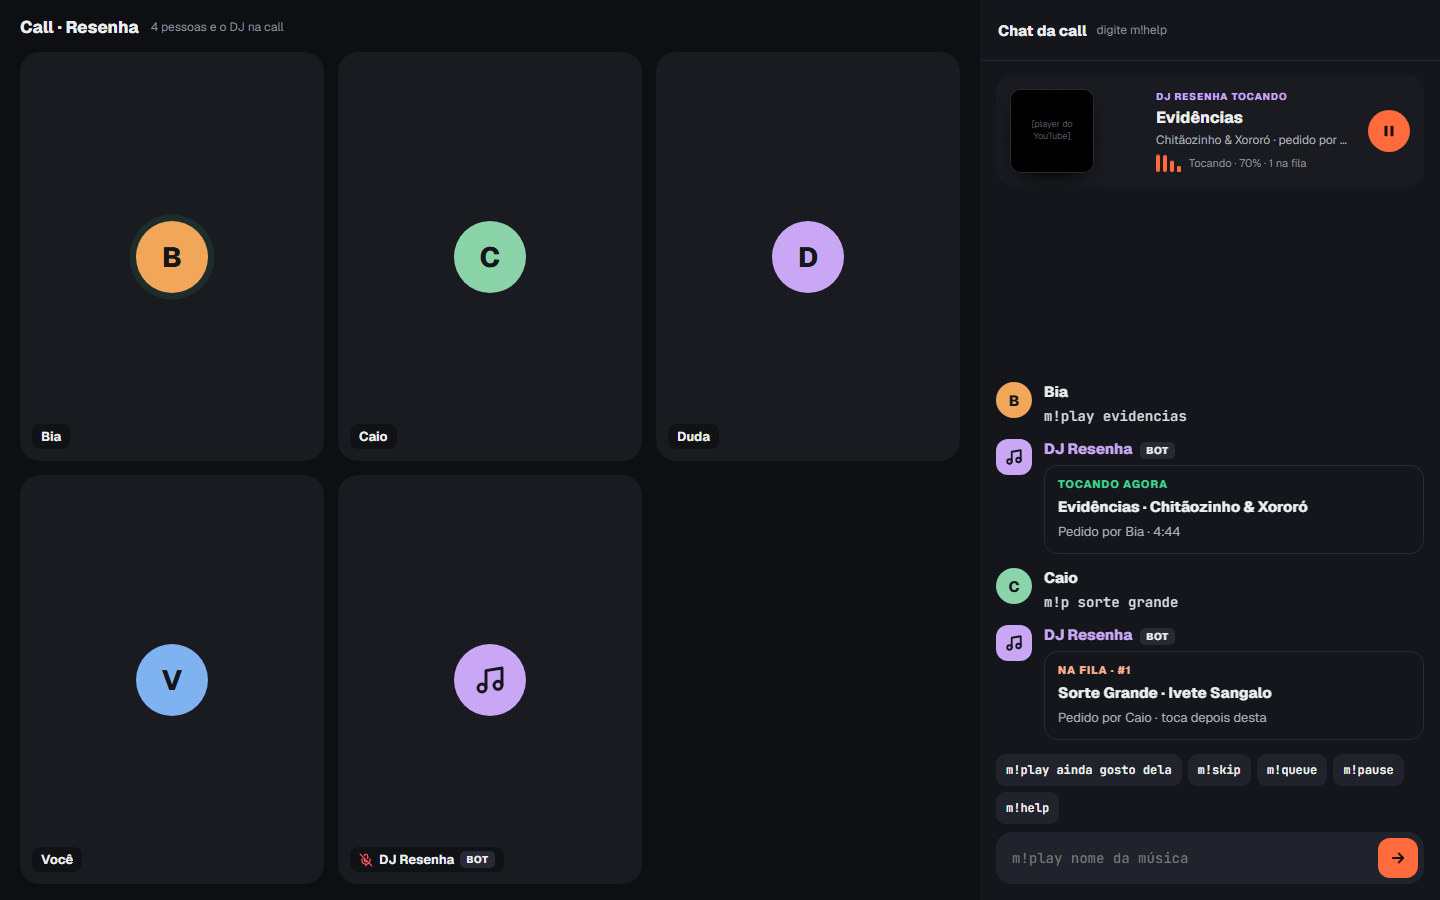 Call · Resenha
4 pessoas e o DJ na call
B
Bia
C
Caio
D
Duda
V
Você
DJ Resenha BOT
Chat da call
digite m!help
[player do
YouTube]
DJ RESENHA TOCANDO
Evidências
Chitãozinho & Xororó · pedido por ...
Tocando · 70% · 1 na fila
B
Bia
m!play evidencias
DJ Resenha BOT
TOCANDO AGORA
Evidências · Chitãozinho & Xororó
Pedido por Bia · 4:44
C
Caio
m!p sorte grande
DJ Resenha BOT
NA FILA · #1
Sorte Grande · Ivete Sangalo
Pedido por Caio · toca depois desta
m!play ainda gosto dela
m!skip
m!queue
m!pause
m!help
m!play nome da música